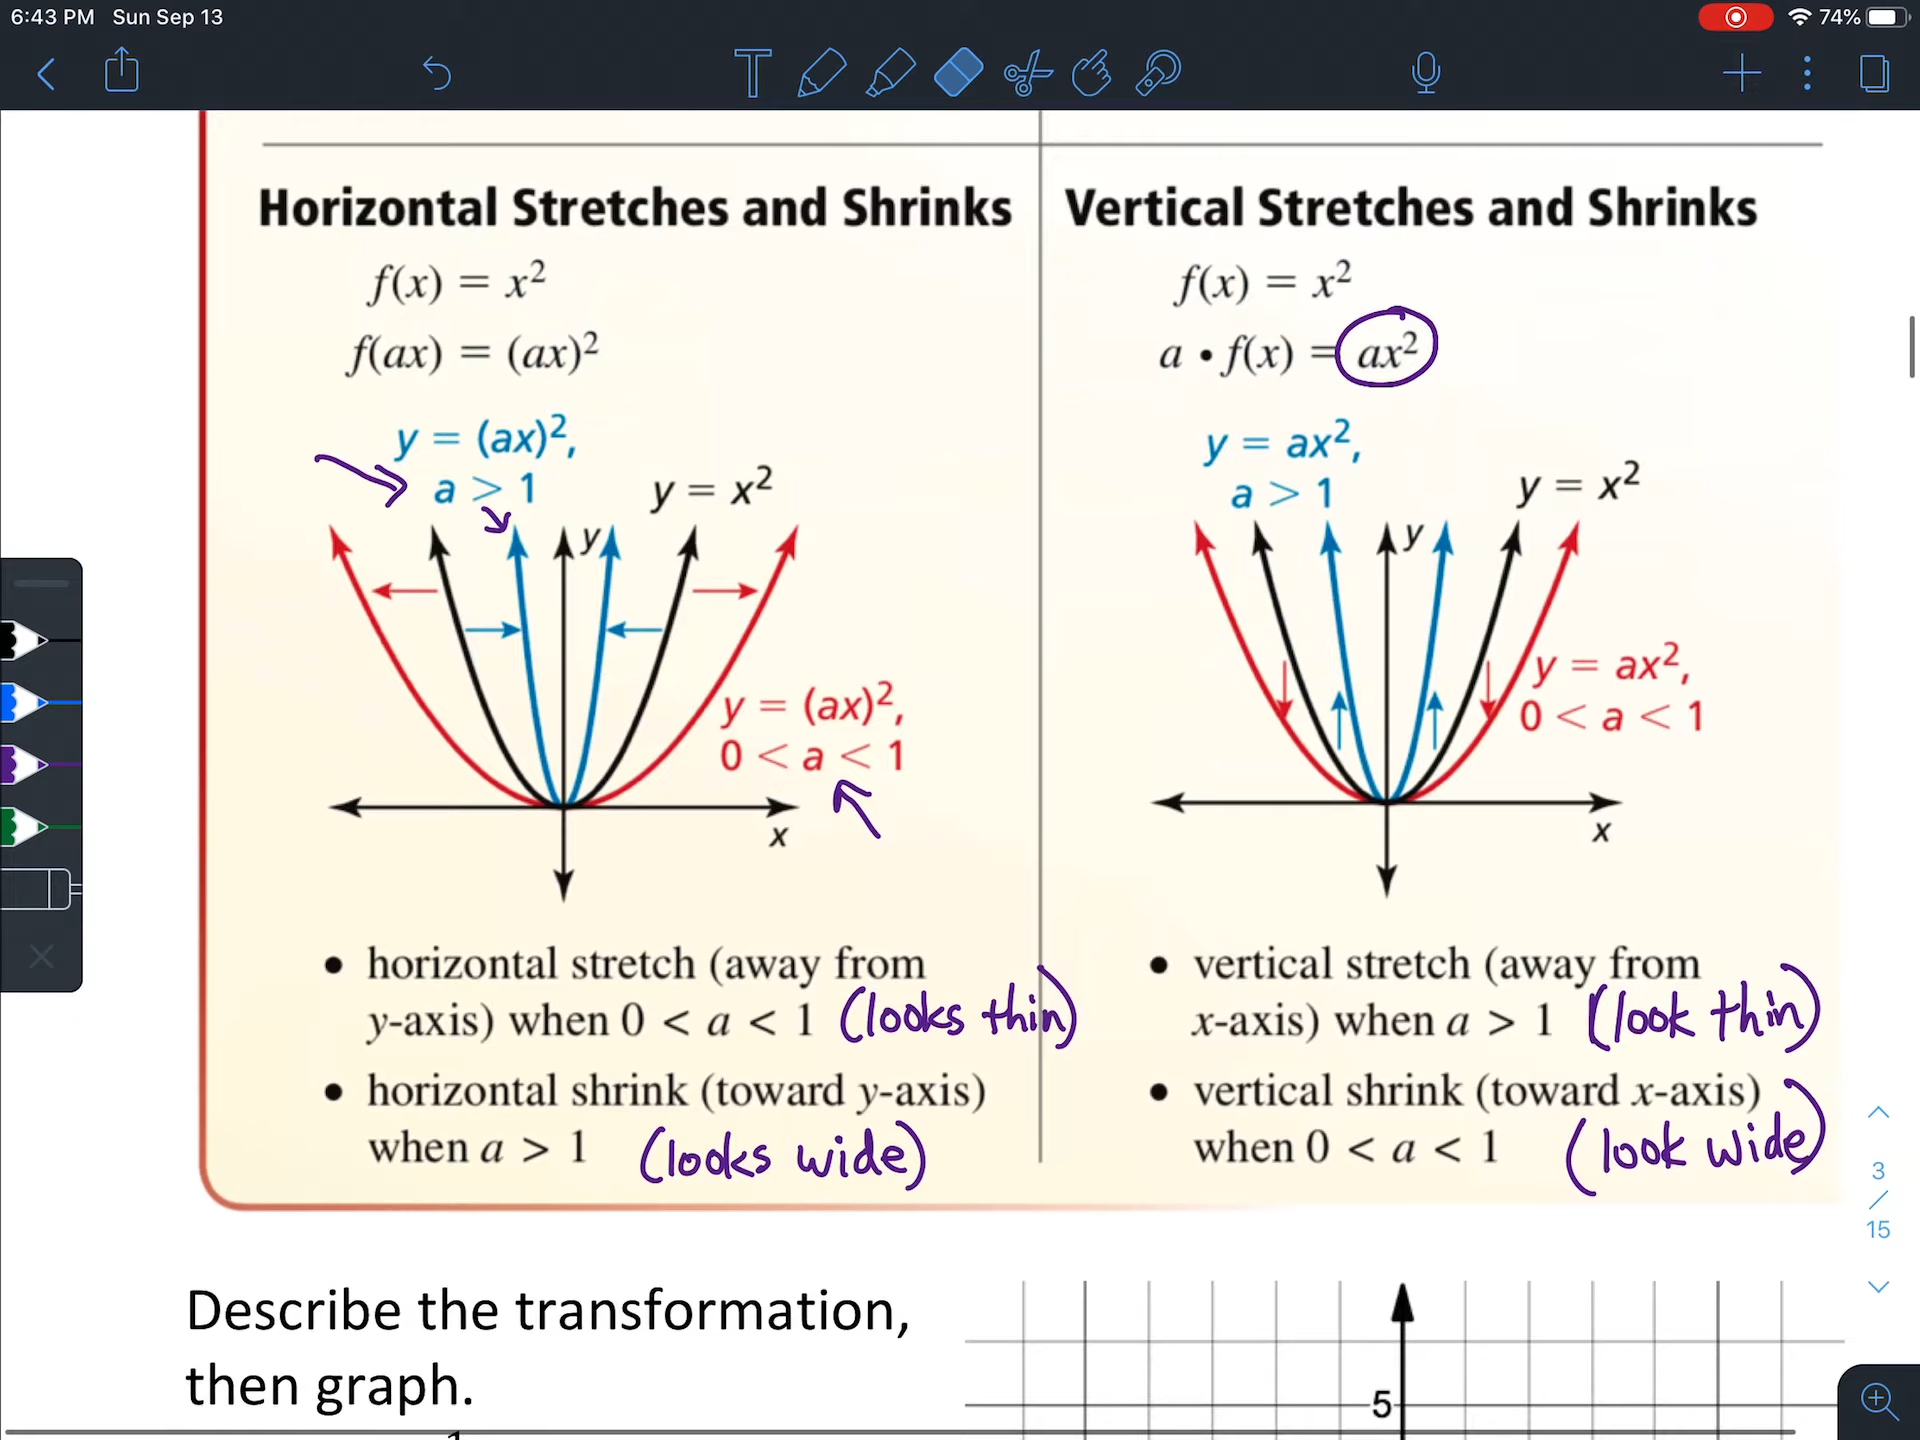 6:43 PM Sun Sep 13
74%
Horizontal Stretches and Shrinks
f(x) = x²
f(ax) = (ax)²
y = (ax)²,
a > 1
y = x²
y
y = (ax)²,
0 < a < 1
x
• horizontal stretch (away from
y-axis) when 0 < a < 1 (looks thin)
• horizontal shrink (toward y-axis)
when a > 1 (looks wide)
Vertical Stretches and Shrinks
f(x) = x²
a • f(x) = ax²
y = ax²,
a > 1
y = x²
y
y = ax²,
0 < a < 1
x
• vertical stretch (away from
x-axis) when a > 1 (look thin)
• vertical shrink (toward x-axis)
when 0 < a < 1 (look wide)
3
/
15
Describe the transformation,
then graph.
5